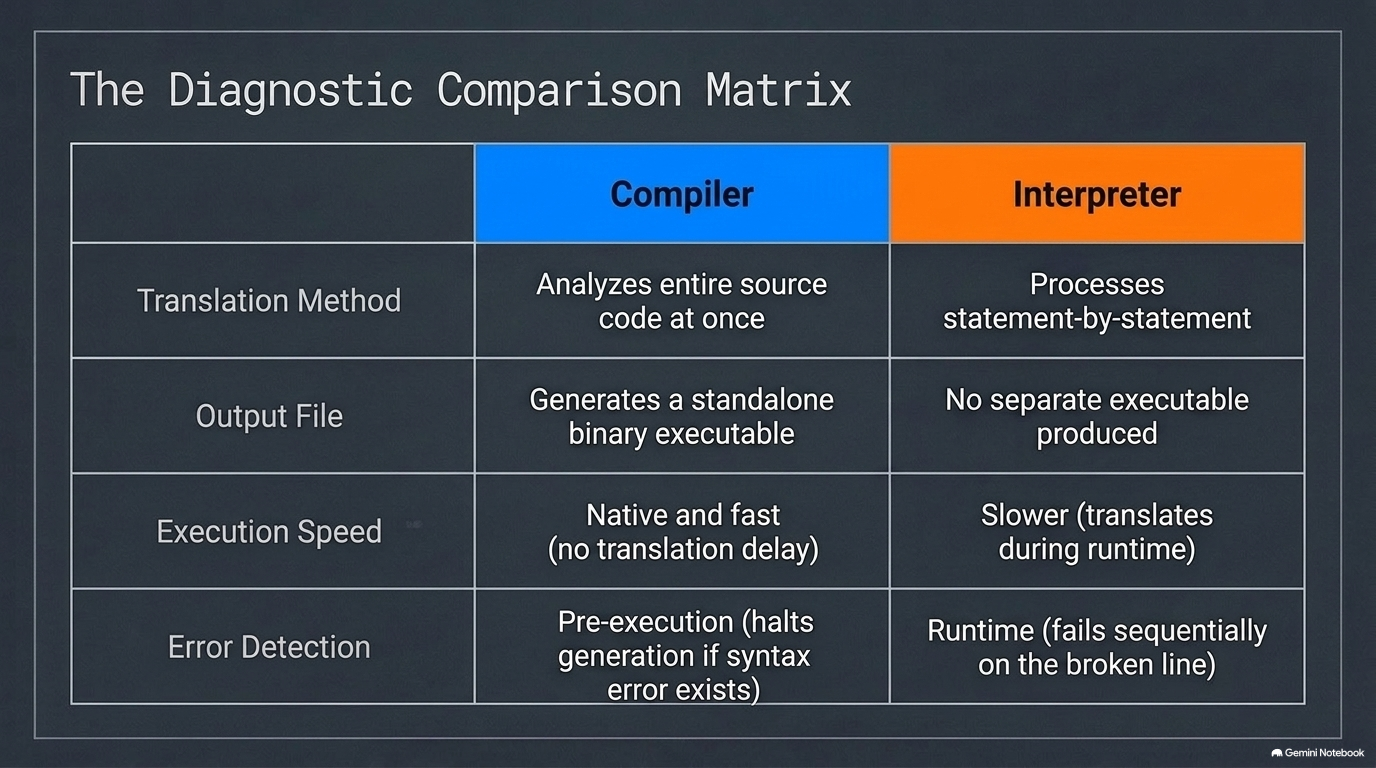 The Diagnostic Comparison Matrix
Compiler
Interpreter
Translation Method
Analyzes entire source
code at once
Processes
statement-by-statement
Output File
Generates a standalone
binary executable
No separate executable
produced
Execution Speed
Native and fast
(no translation delay)
Slower (translates
during runtime)
Error Detection
Pre-execution (halts
generation if syntax
error exists)
Runtime (fails sequentially
on the broken line)
Gemini Notebook